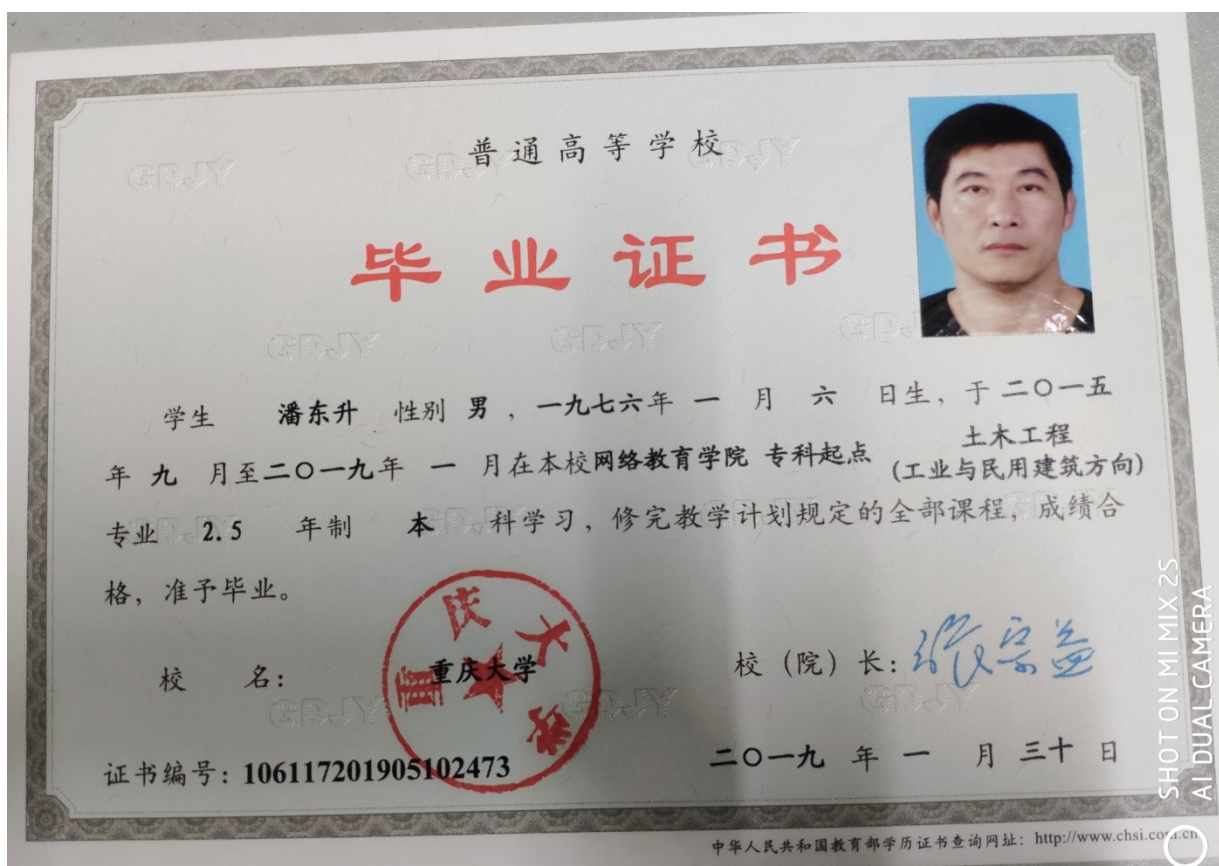 普通高等学校
毕业证书
学生 潘东升 性别 男，一九七六年 一 月 六 日生，于二〇一五
年 九 月至二〇一九年 一 月在本校网络教育学院 专科起点 土木工程
(工业与民用建筑方向)
专业 2.5 年制 本 科学习，修完教学计划规定的全部课程，成绩合
格，准予毕业。
校 名： 重庆大学
重庆大学
校（院）长：张宗益
证书编号：106117201905102473
二〇一九 年 一 月 三十 日
中华人民共和国教育部学历证书查询网址：http://www.chsi.com.cn
SHOT ON MI MIX 2S
AI DUAL CAMERA